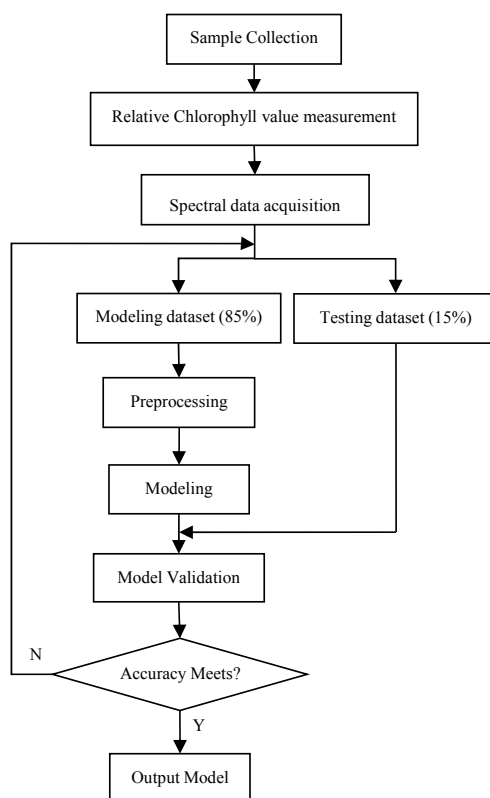 Sample Collection
Relative Chlorophyll value measurement
Spectral data acquisition
Modeling dataset (85%)
Testing dataset (15%)
Preprocessing
Modeling
Model Validation
N
Accuracy Meets?
Y
Output Model